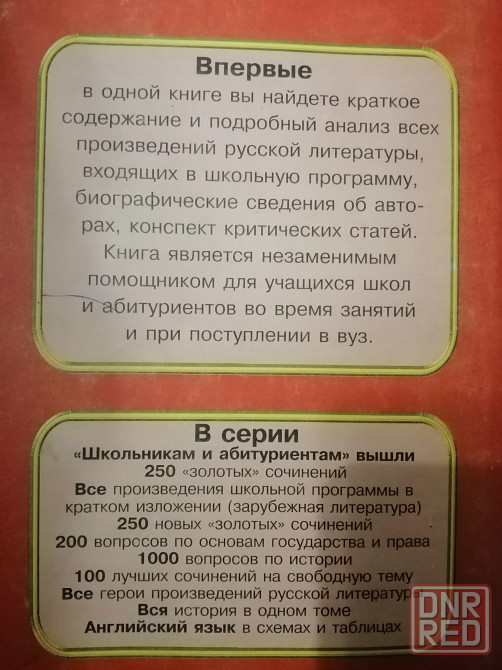 Впервые
в одной книге вы найдете краткое
содержание и подробный анализ всех
произведений русской литературы,
входящих в школьную программу,
биографические сведения об авто-
рах, конспект критических статей.
Книга является незаменимым
помощником для учащихся школ
и абитуриентов во время занятий
и при поступлении в вуз.
В серии
«Школьникам и абитуриентам» вышли
250 «золотых» сочинений
Все произведения школьной программы в
кратком изложении (зарубежная литература)
250 новых «золотых» сочинений
200 вопросов по основам государства и права
1000 вопросов по истории
100 лучших сочинений на свободную тему
Все герои произведений русской литературы
Вся история в одном томе
Английский язык в схемах и таблицах
DNR
RED